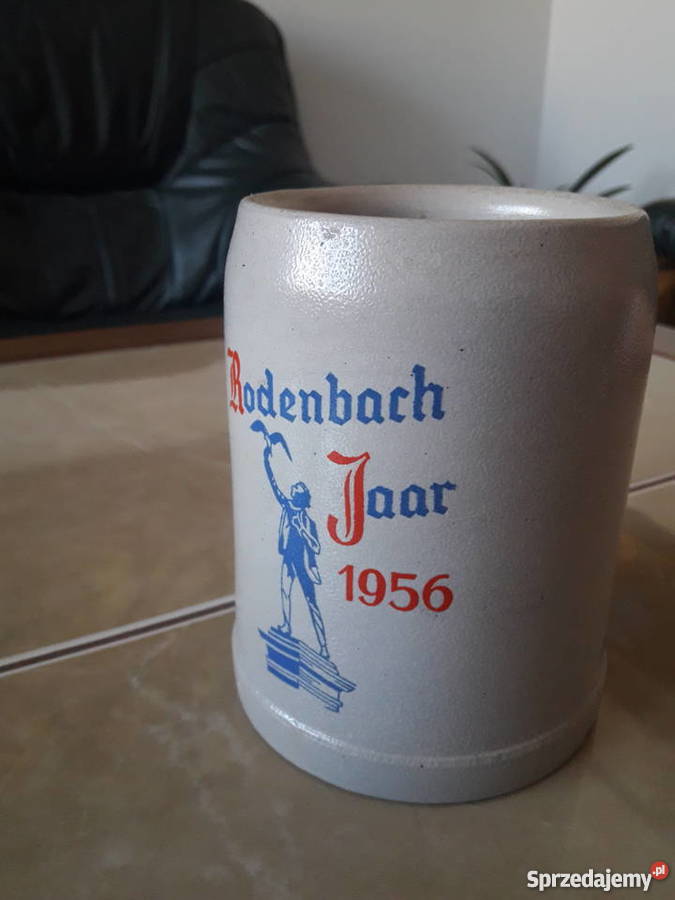 Rodenbach
Jaar
1956
Sprzedajemy.pl